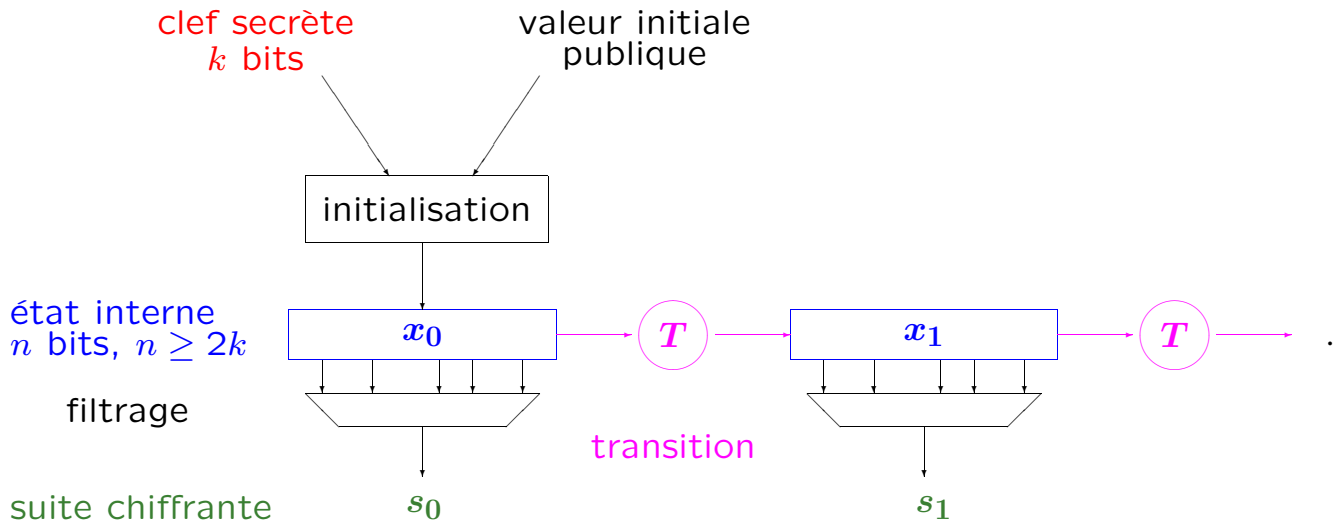 clef secrète
k bits
valeur initiale
publique
initialisation
état interne
n bits, n ≥ 2k
x₀
T
x₁
T
.
filtrage
transition
suite chiffrante
s₀
s₁